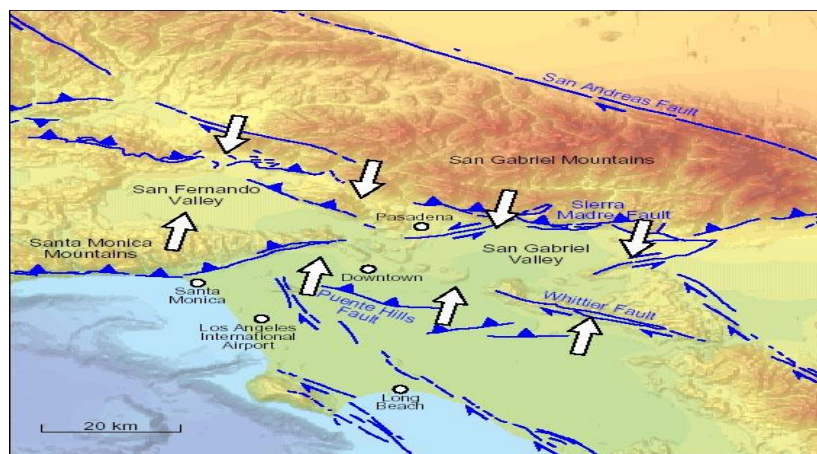 San Andreas Fault
San Gabriel Mountains
San Fernando
Valley
Pasadena
Sierra
Madre Fault
Santa Monica
Mountains
San Gabriel
Valley
Downtown
Santa
Monica
Puente Hills
Fault
Whittier Fault
Los Angeles
International
Airport
Long
Beach
20 km